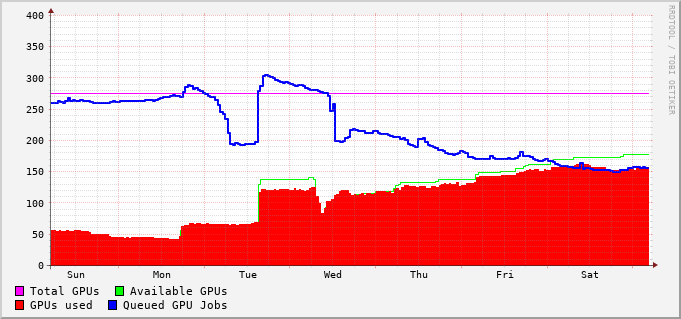 400
350
300
250
200
150
100
50
0
Sun Mon Tue Wed Thu Fri Sat
Total GPUs Available GPUs
GPUs used Queued GPU Jobs
RRDTOOL / TOBI OETIKER